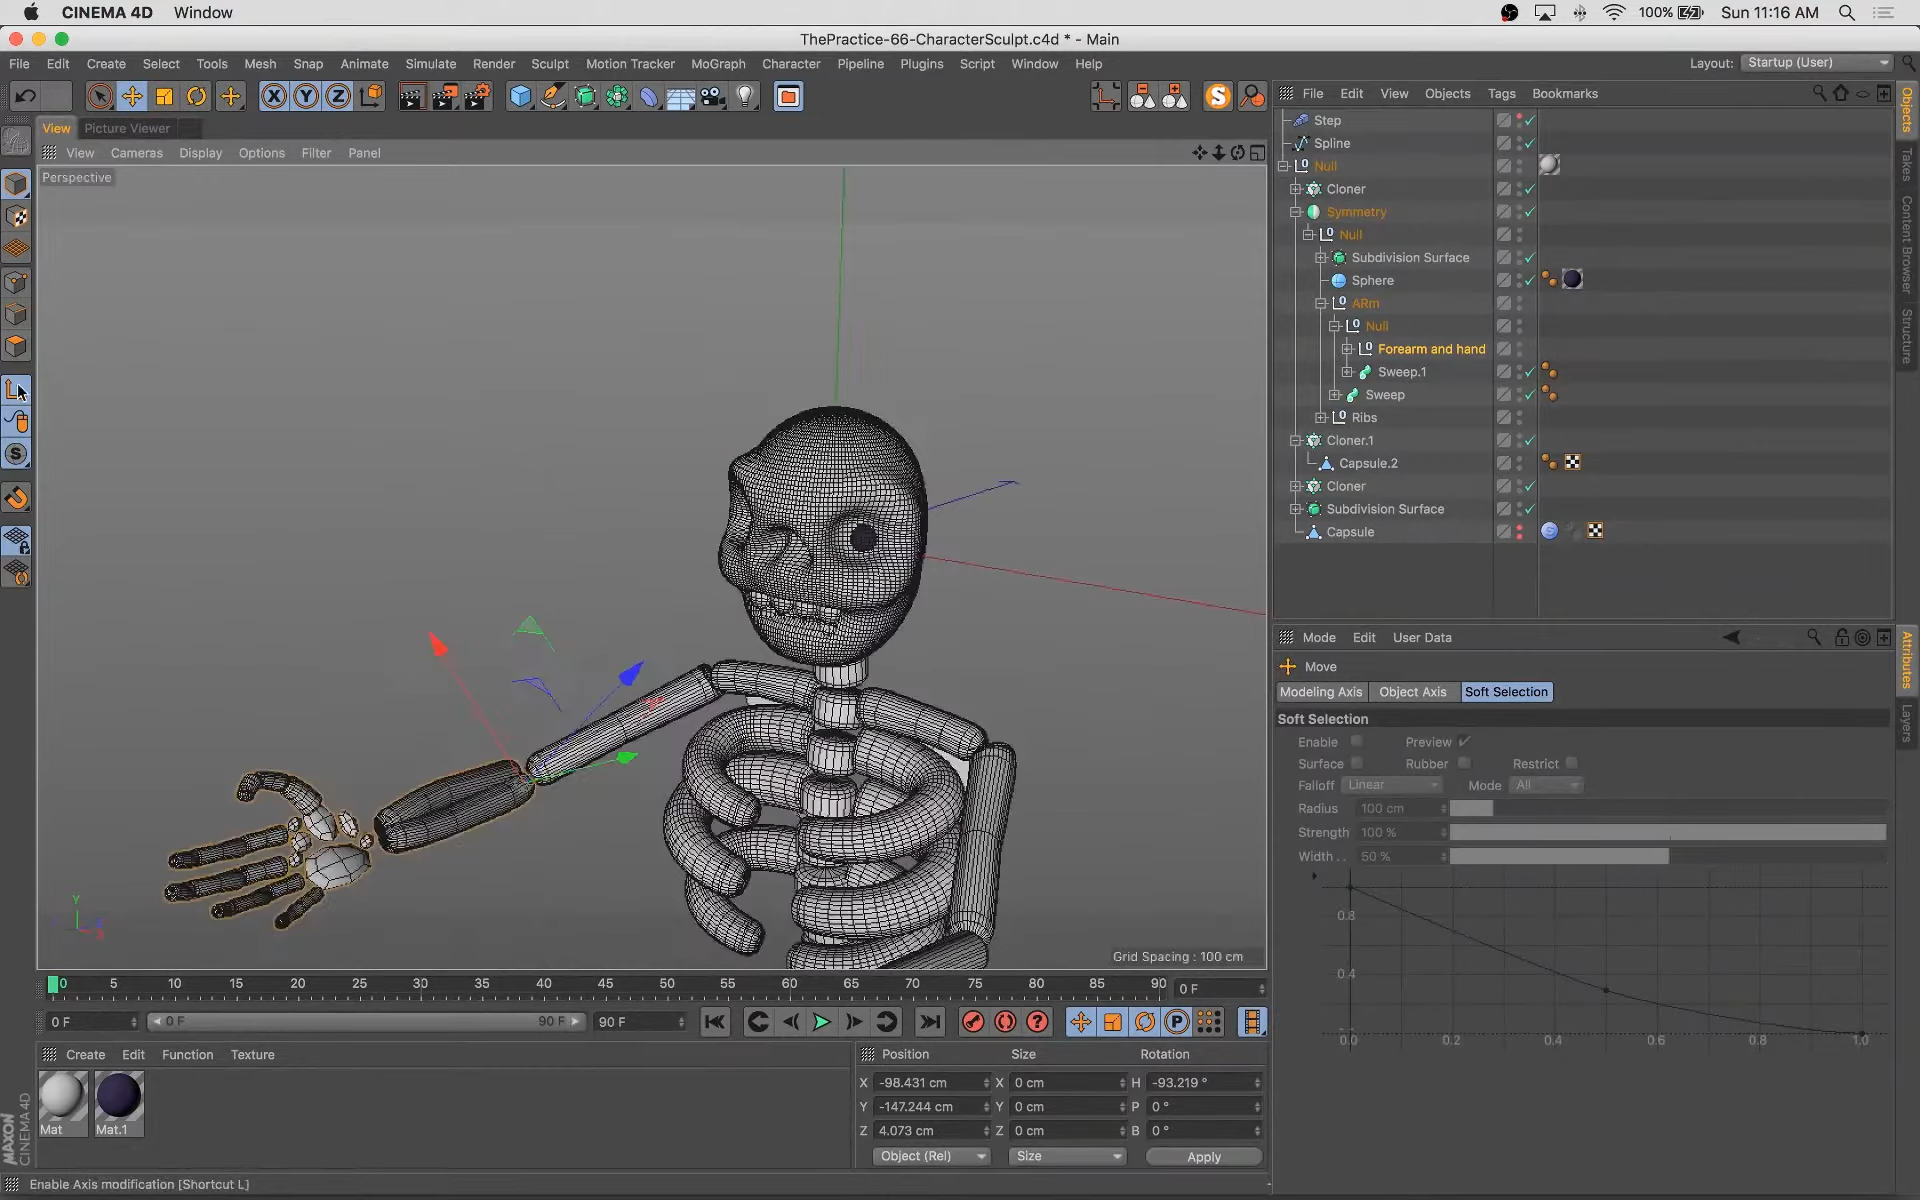 CINEMA 4D Window 100% Sun 11:16 AM
ThePractice-66-CharacterSculpt.c4d * - Main
File Edit Create Select Tools Mesh Snap Animate Simulate Render Sculpt Motion Tracker MoGraph Character Pipeline Plugins Script Window Help Layout: Startup (User)
X Y Z
File Edit View Objects Tags Bookmarks
View Picture Viewer
View Cameras Display Options Filter Panel
Perspective
Step
Spline
Null
Cloner
Symmetry
Null
Subdivision Surface
Sphere
ARm
Null
Forearm and hand
Sweep.1
Sweep
Ribs
Cloner.1
Capsule.2
Cloner
Subdivision Surface
Capsule
Objects
Takes
Content Browser
Structure
Mode Edit User Data
Move
Modeling Axis Object Axis Soft Selection
Soft Selection
Enable Preview
Surface Rubber Restrict
Falloff Linear Mode All
Radius 100 cm
Strength 100 %
Width . . 50 %
0.8
0.4
0.0 0.2 0.4 0.6 0.8 1.0
Attributes
Layers
Y
Grid Spacing : 100 cm
0 5 10 15 20 25 30 35 40 45 50 55 60 65 70 75 80 85 90 0 F
0 F 0 F 90 F 90 F
Create Edit Function Texture
Mat Mat.1
Position Size Rotation
X -98.431 cm X 0 cm H -93.219 °
Y -147.244 cm Y 0 cm P 0 °
Z 4.073 cm Z 0 cm B 0 °
Object (Rel) Size Apply
MAXON
CINEMA 4D
Enable Axis modification [Shortcut L]